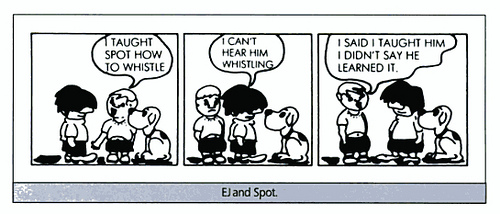 I TAUGHT
SPOT HOW
TO WHISTLE
I CAN'T
HEAR HIM
WHISTLING
I SAID I TAUGHT HIM
I DIDN'T SAY HE
LEARNED IT.
EJ and Spot.